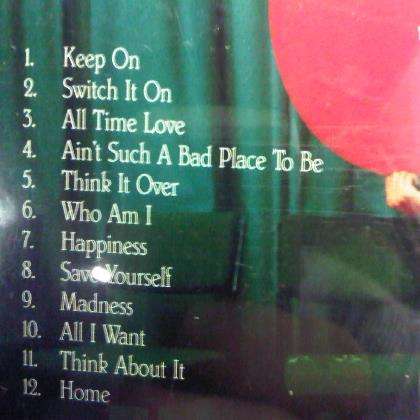 1. Keep On
2. Switch It On
3. All Time Love
4. Ain't Such A Bad Place To Be
5. Think It Over
6. Who Am I
7. Happiness
8. Save Yourself
9. Madness
10. All I Want
11. Think About It
12. Home